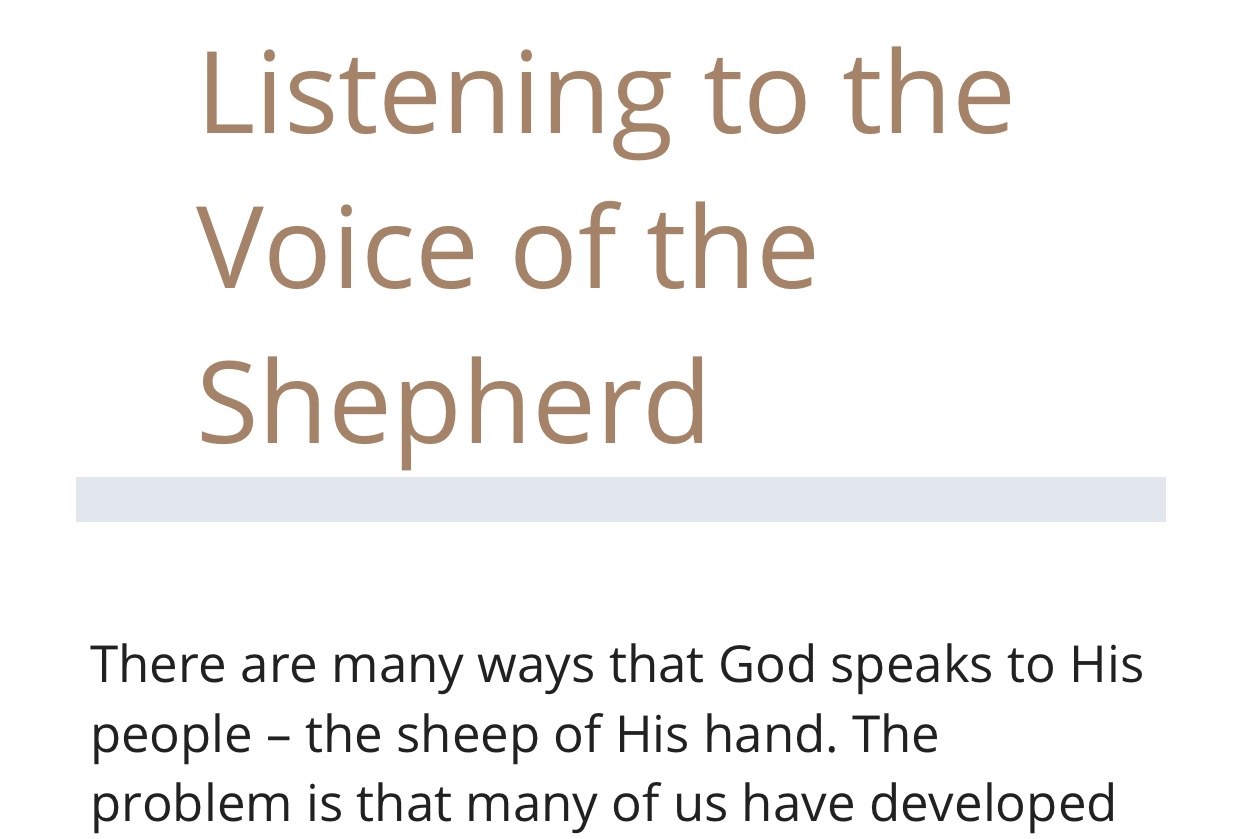 Listening to the
Voice of the
Shepherd
There are many ways that God speaks to His
people – the sheep of His hand. The
problem is that many of us have developed